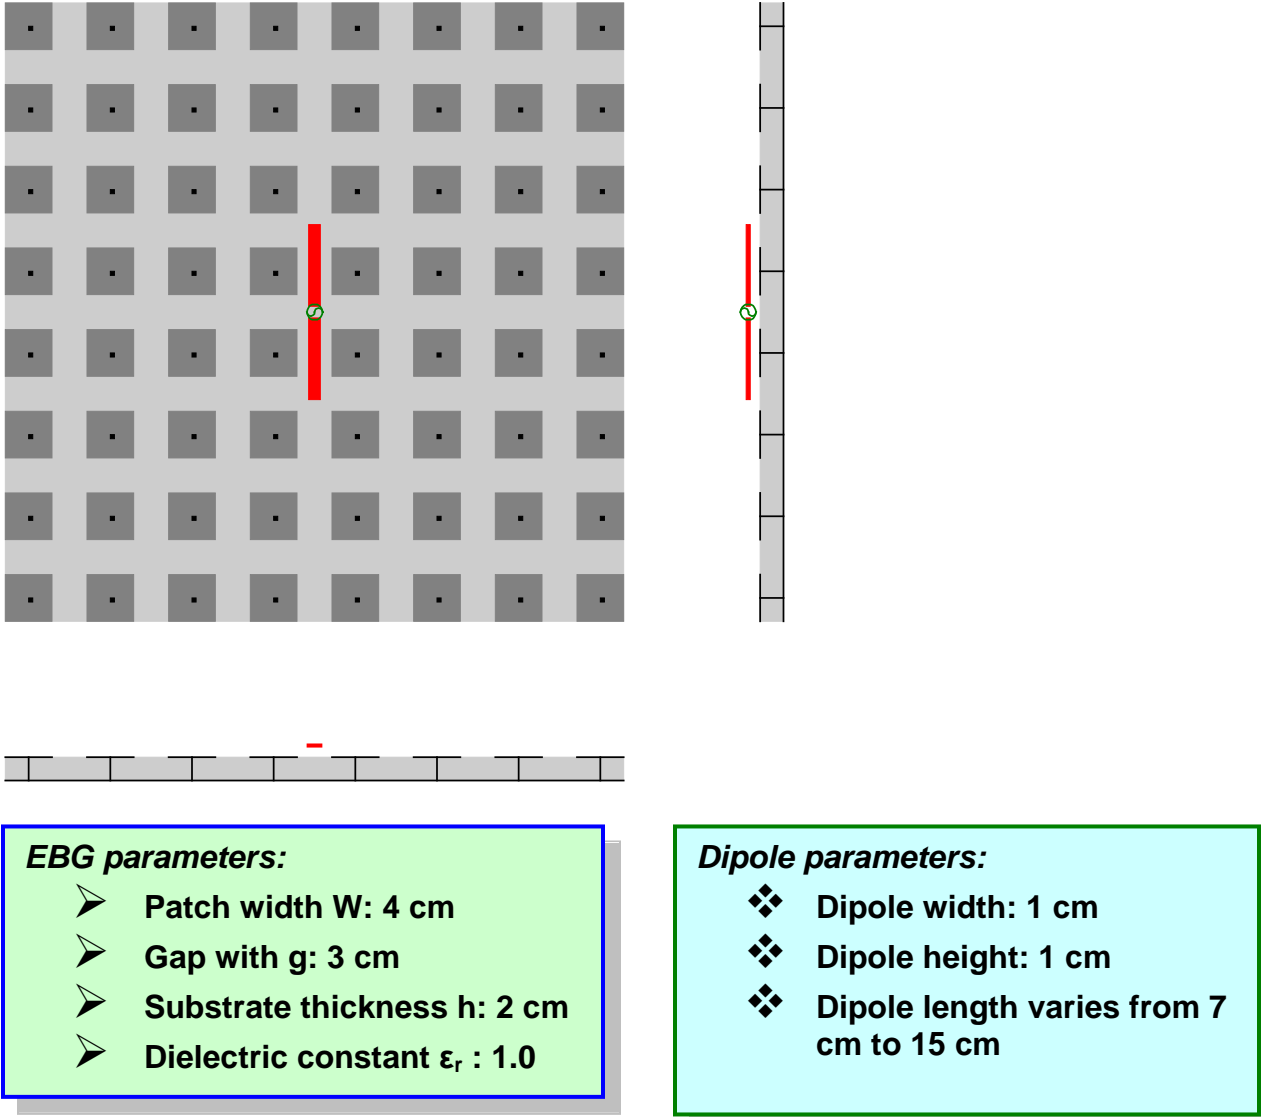 EBG parameters:
➢ Patch width W: 4 cm
➢ Gap with g: 3 cm
➢ Substrate thickness h: 2 cm
➢ Dielectric constant εr : 1.0
Dipole parameters:
❖ Dipole width: 1 cm
❖ Dipole height: 1 cm
❖ Dipole length varies from 7
cm to 15 cm